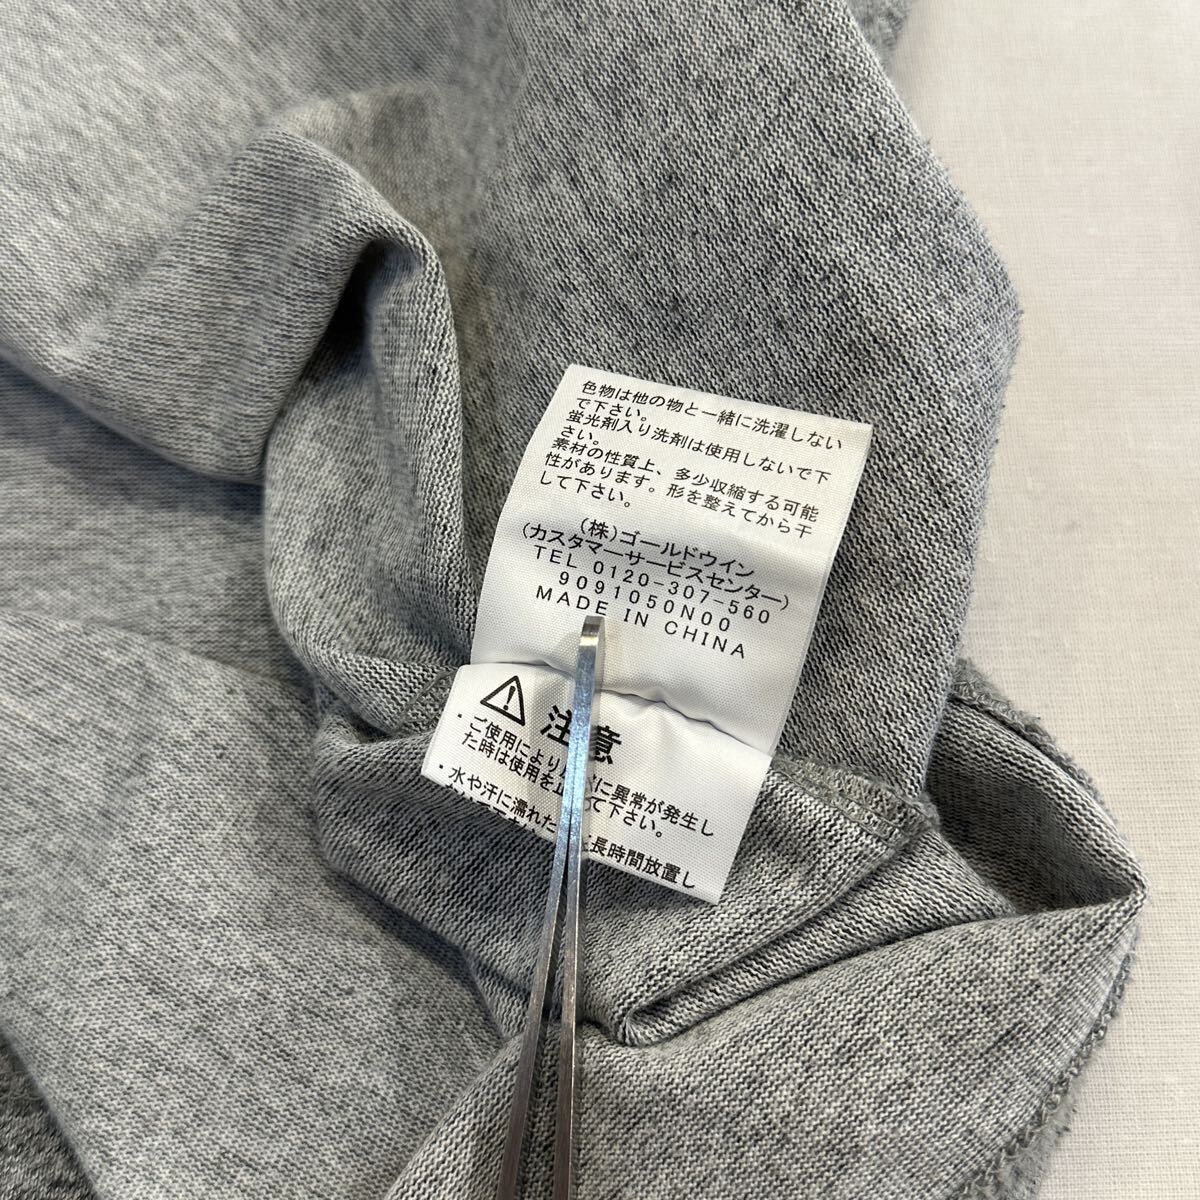 色物は他の物と一緒に洗濯しない
で下さい。
蛍光剤入り洗剤は使用しないで下
さい。
素材の性質上、多少収縮する可能
性があります。形を整えてから干
して下さい。
(株)ゴールドウイン
(カスタマーサービスセンター)
TEL 0120-307-560
9091050N00
MADE IN CHINA
注意
・ご使用により に異常が発生し
た時は使用を て下さい。
・水や汗に濡れた 長時間放置し